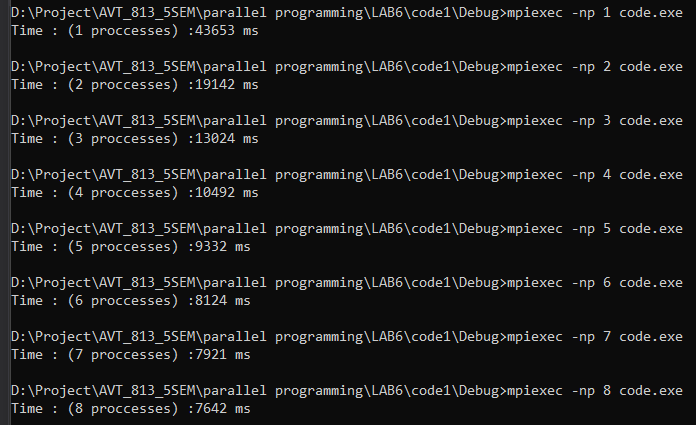 D:\Project\AVT_813_5SEM\parallel programming\LAB6\code1\Debug>mpiexec -np 1 code.exe
Time : (1 proccesses) :43653 ms
D:\Project\AVT_813_5SEM\parallel programming\LAB6\code1\Debug>mpiexec -np 2 code.exe
Time : (2 proccesses) :19142 ms
D:\Project\AVT_813_5SEM\parallel programming\LAB6\code1\Debug>mpiexec -np 3 code.exe
Time : (3 proccesses) :13024 ms
D:\Project\AVT_813_5SEM\parallel programming\LAB6\code1\Debug>mpiexec -np 4 code.exe
Time : (4 proccesses) :10492 ms
D:\Project\AVT_813_5SEM\parallel programming\LAB6\code1\Debug>mpiexec -np 5 code.exe
Time : (5 proccesses) :9332 ms
D:\Project\AVT_813_5SEM\parallel programming\LAB6\code1\Debug>mpiexec -np 6 code.exe
Time : (6 proccesses) :8124 ms
D:\Project\AVT_813_5SEM\parallel programming\LAB6\code1\Debug>mpiexec -np 7 code.exe
Time : (7 proccesses) :7921 ms
D:\Project\AVT_813_5SEM\parallel programming\LAB6\code1\Debug>mpiexec -np 8 code.exe
Time : (8 proccesses) :7642 ms